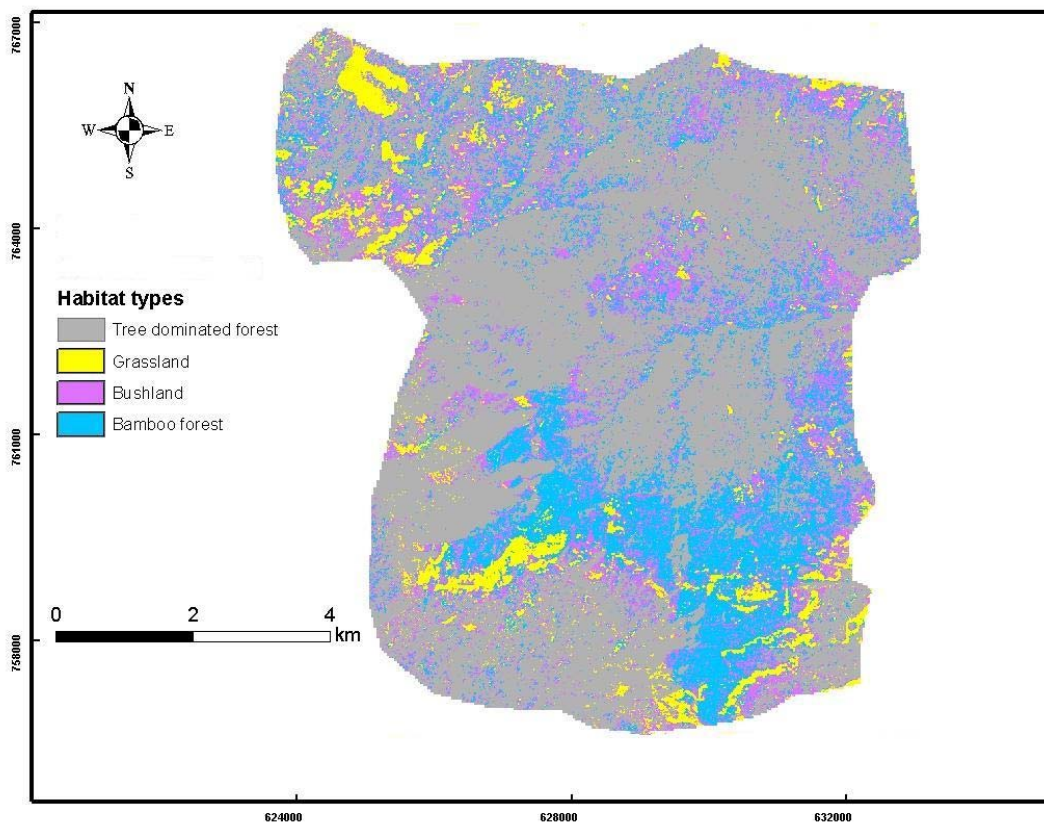 767000
N
W E
S
764000
Habitat types
Tree dominated forest
Grassland
Bushland
Bamboo forest
761000
0 2 4
km
758000
624000 628000 632000